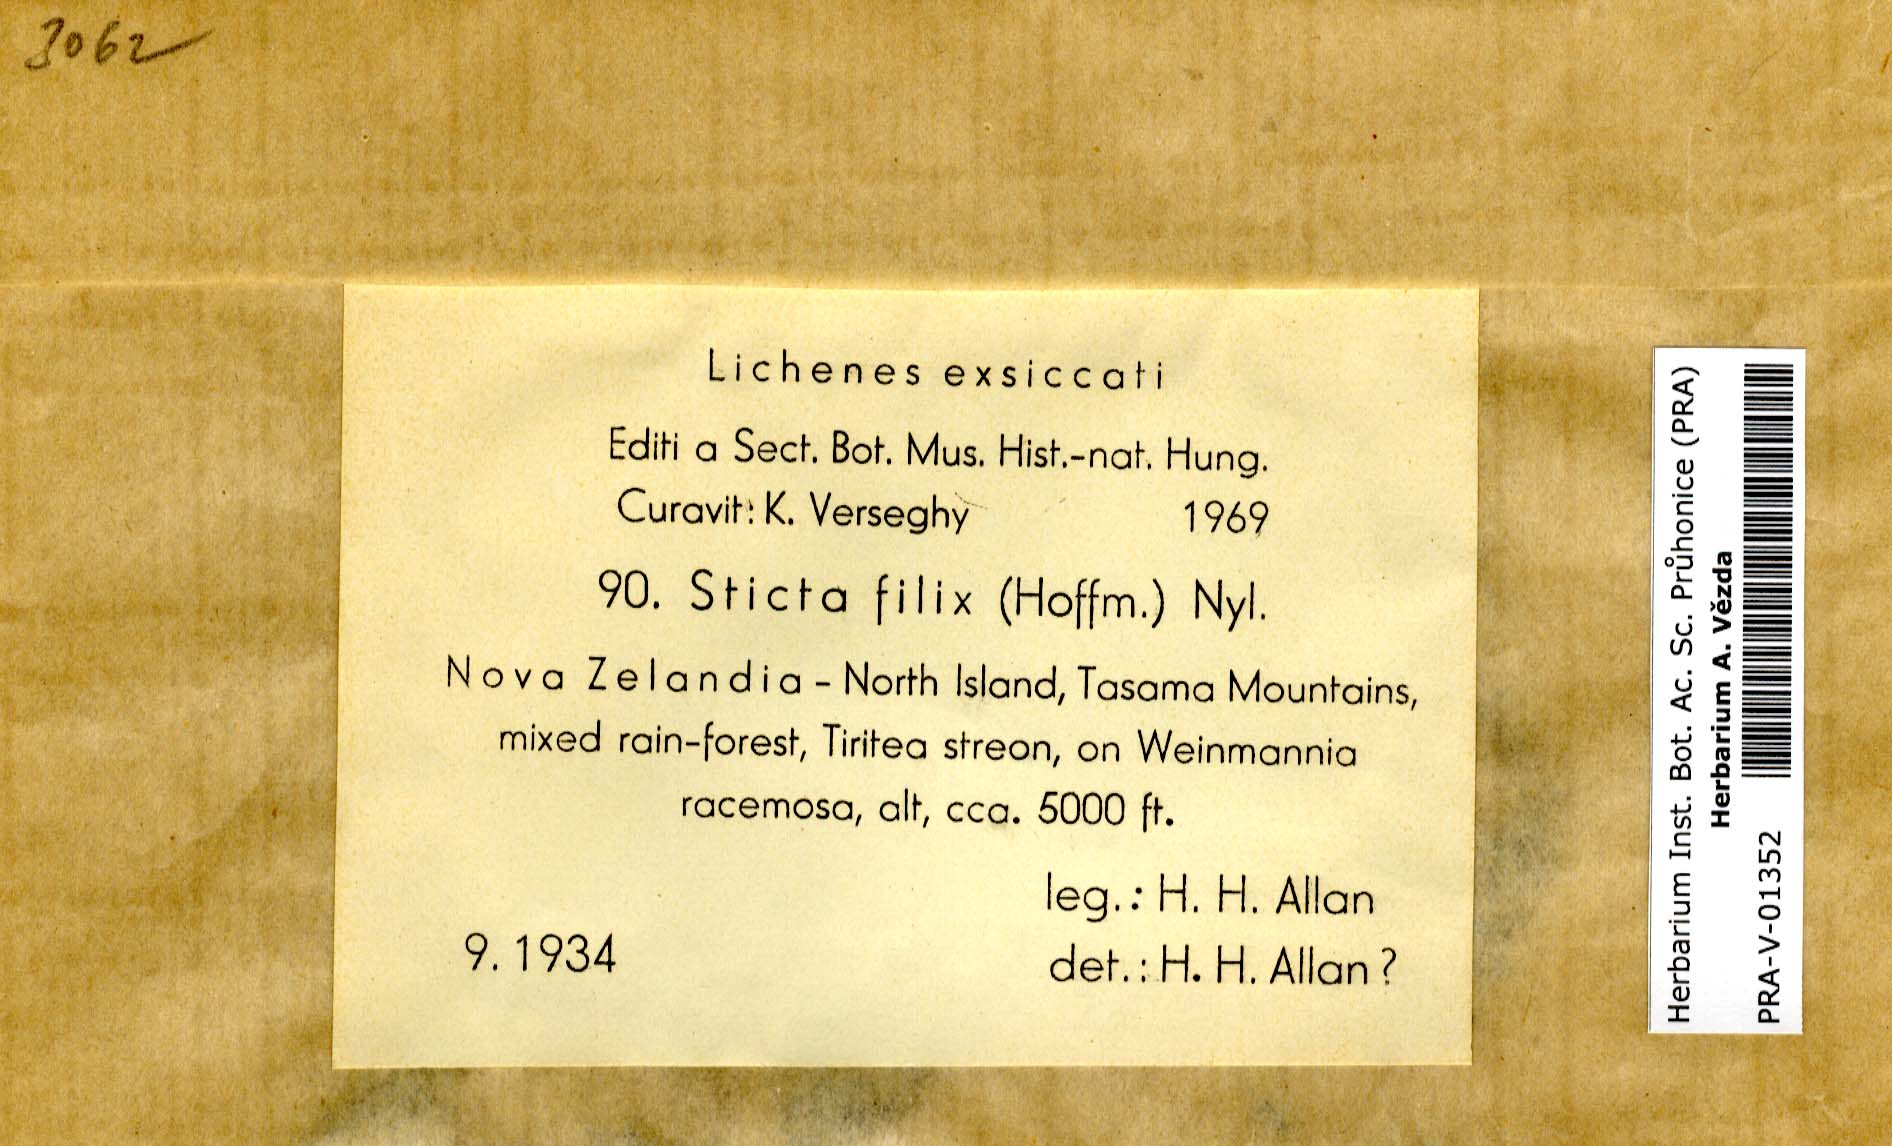 3062
Lichenes exsiccati
Editi a Sect. Bot. Mus. Hist.-nat. Hung.
Curavit: K. Verseghy 1969
90. Sticta filix (Hoffm.) Nyl.
Nova Zelandia - North Island, Tasama Mountains,
mixed rain-forest, Tiritea streon, on Weinmannia
racemosa, alt, cca. 5000 ft.
leg.: H. H. Allan
9. 1934 det.: H. H. Allan ?
Herbarium Inst. Bot. Ac. Sc. Průhonice (PRA)
Herbarium A. Vězda
PRA-V-01352